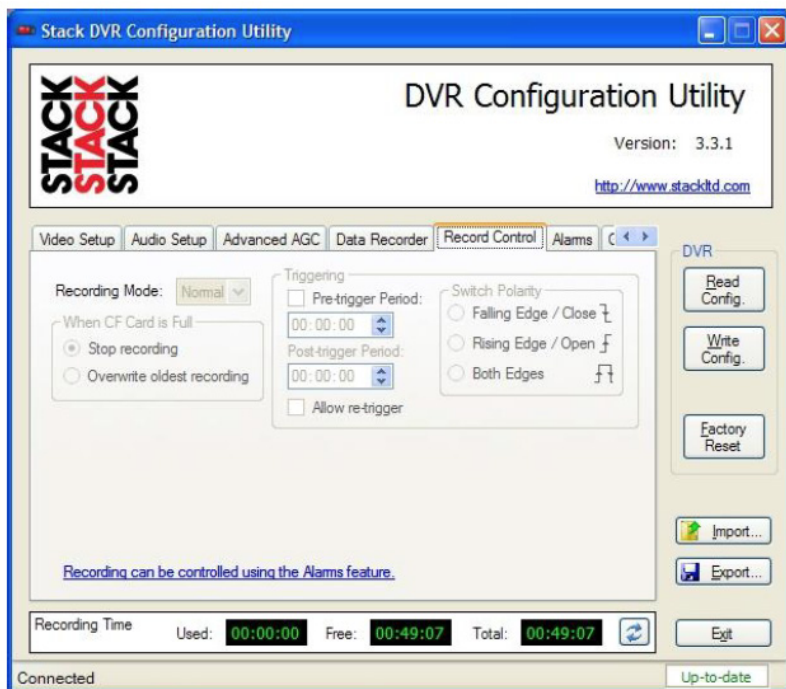 Stack DVR Configuration Utility
STACK STACK STACK
DVR Configuration Utility
Version: 3.3.1
http://www.stackltd.com
Video Setup Audio Setup Advanced AGC Data Recorder Record Control Alarms
Recording Mode: Normal
When CF Card is Full
Stop recording
Overwrite oldest recording
Triggering
Pre-trigger Period:
00:00:00
Post-trigger Period:
00:00:00
Allow re-trigger
Switch Polarity
Falling Edge / Close
Rising Edge / Open
Both Edges
Recording can be controlled using the Alarms feature.
DVR
Read Config.
Write Config.
Factory Reset
Import...
Export...
Recording Time Used: 00:00:00 Free: 00:49:07 Total: 00:49:07
Exit
Connected Up-to-date